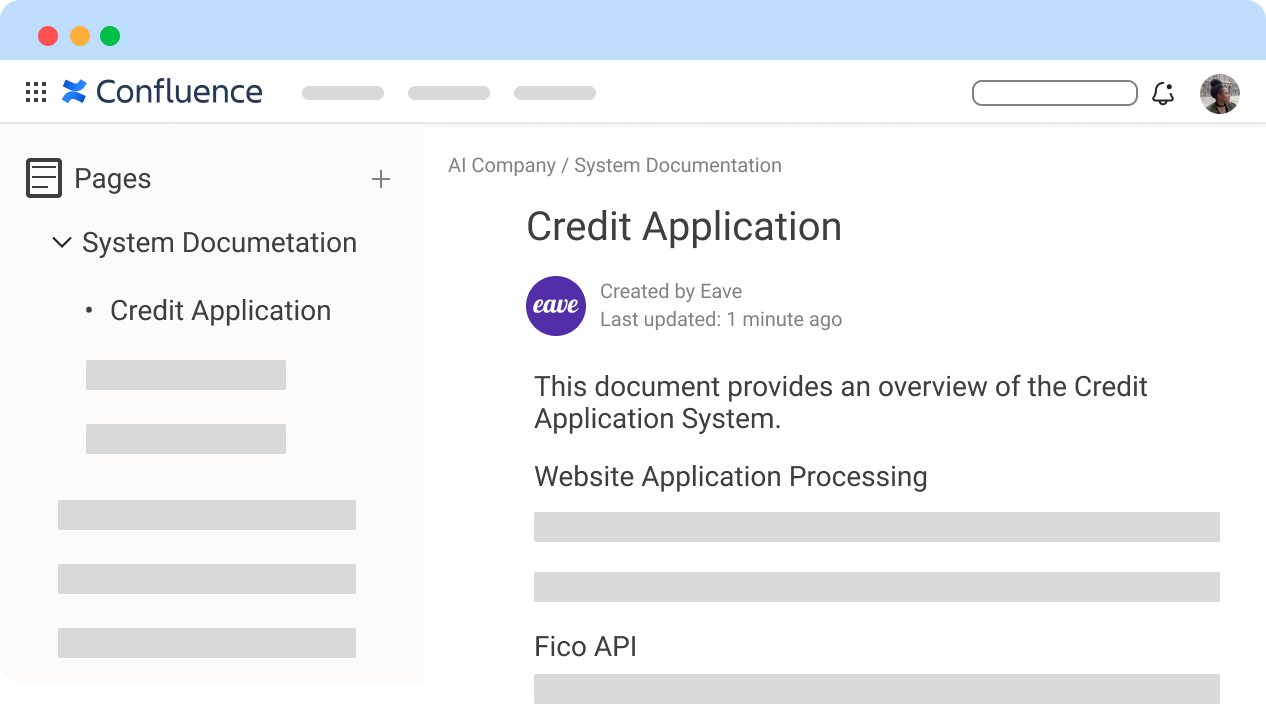 Confluence
Pages
System Documetation
• Credit Application
AI Company / System Documentation
Credit Application
eave
Created by Eave
Last updated: 1 minute ago
This document provides an overview of the Credit
Application System.
Website Application Processing
Fico API